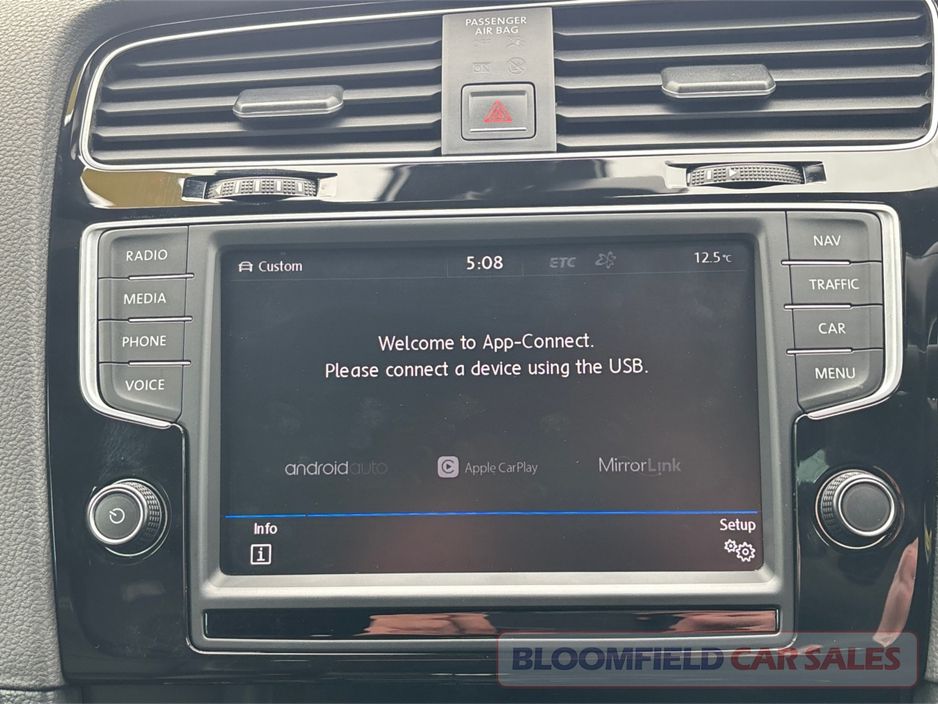 PASSENGER
AIR BAG
ON
RADIO
MEDIA
PHONE
VOICE
Custom
5:08
ETC
12.5°C
Welcome to App-Connect.
Please connect a device using the USB.
androidauto
Apple CarPlay
MirrorLink
Info
i
Setup
NAV
TRAFFIC
CAR
MENU
BLOOMFIELD CAR SALES